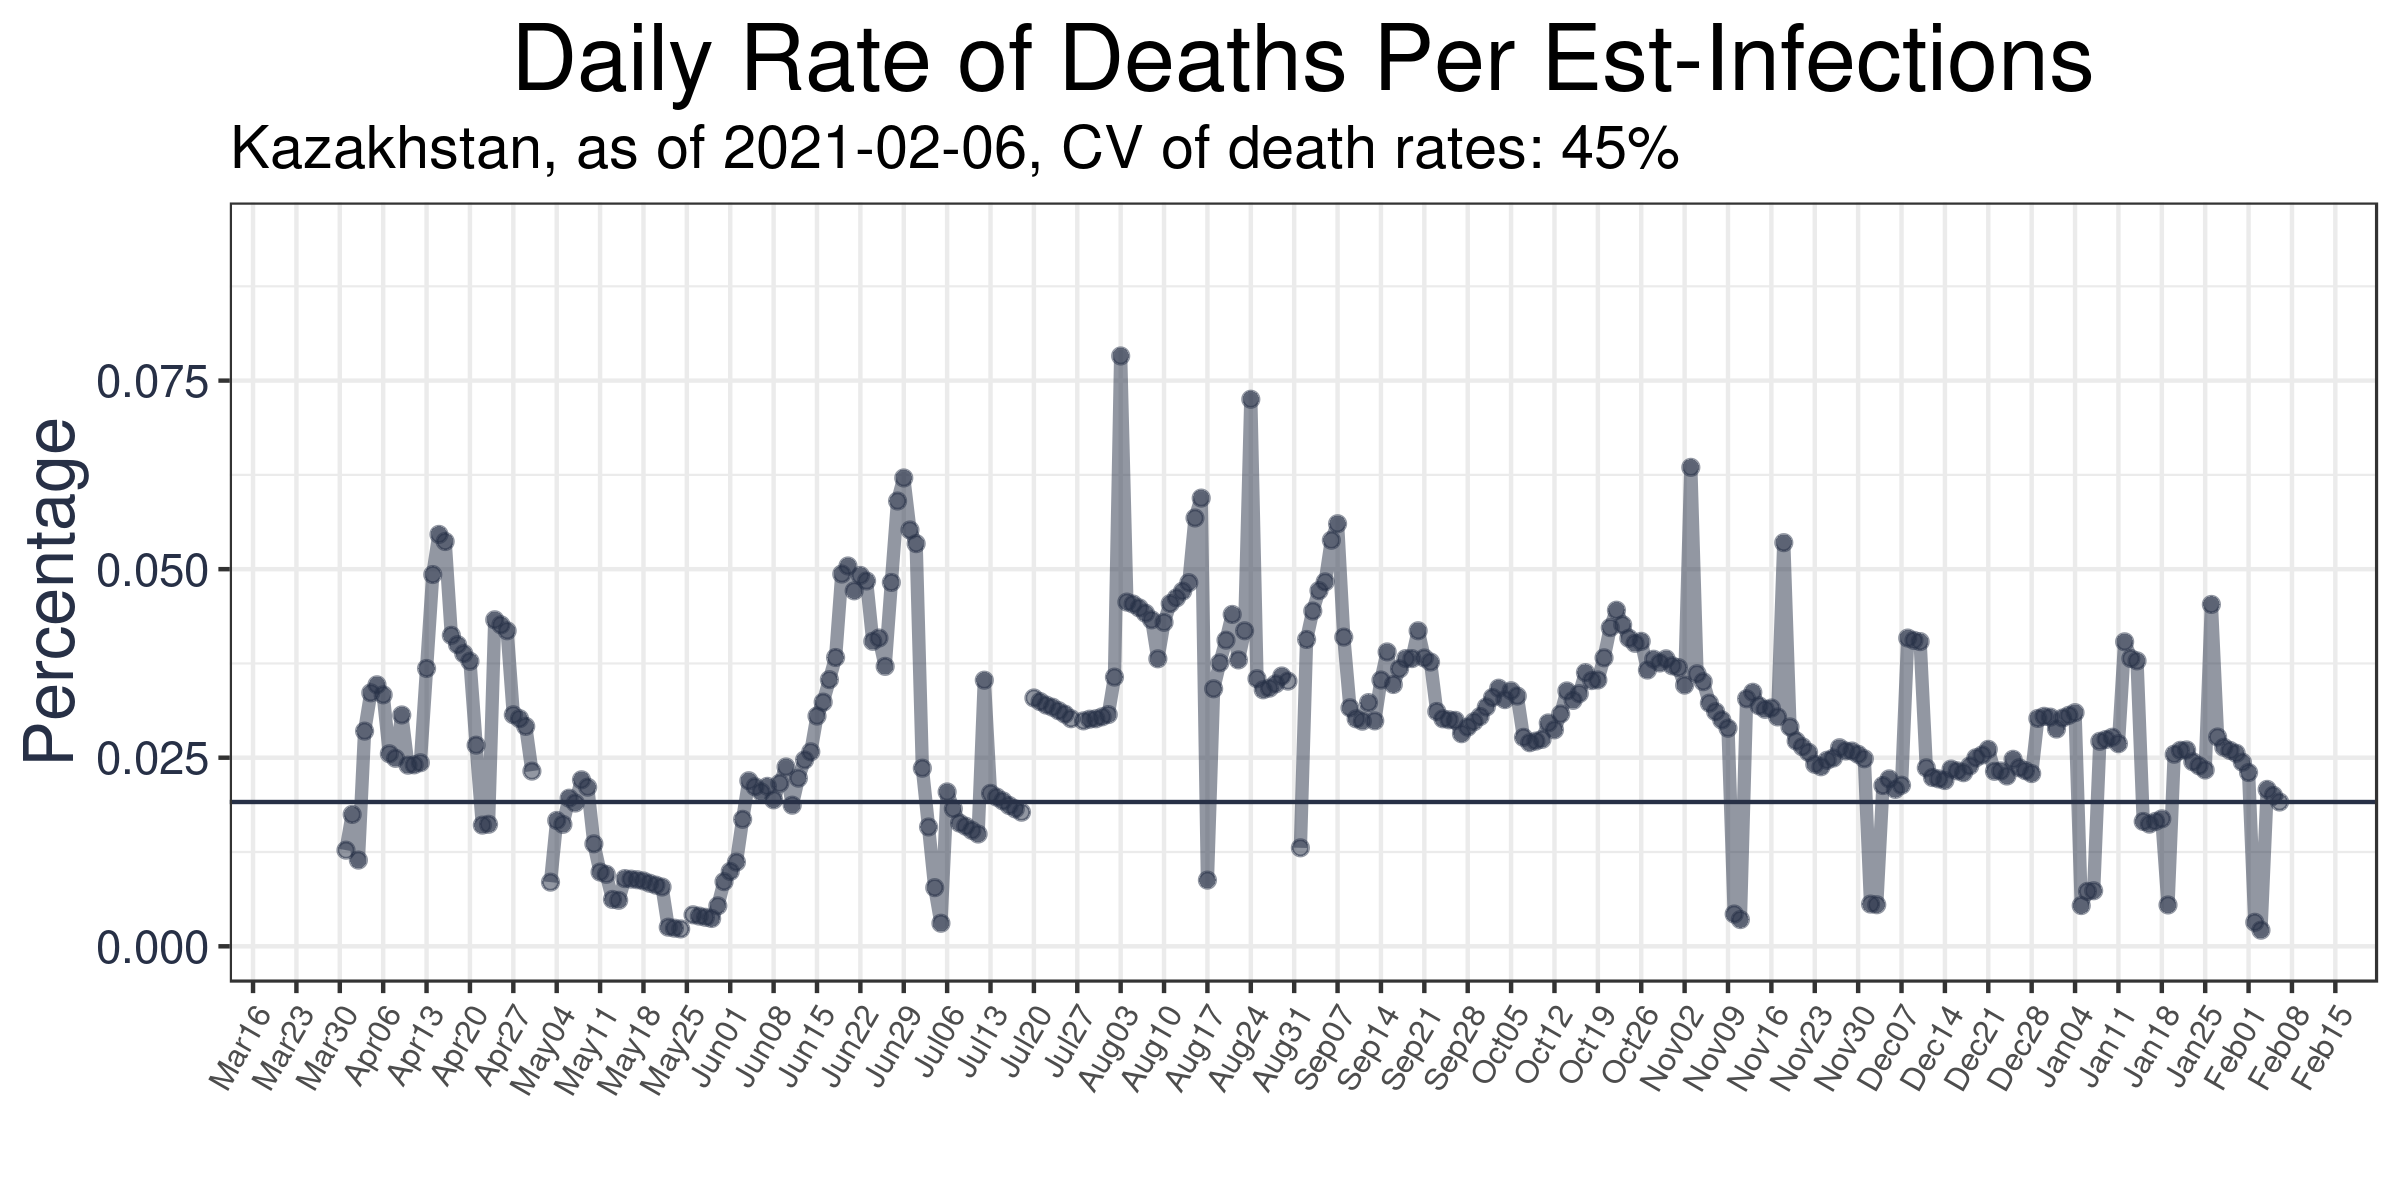 Daily Rate of Deaths Per Est-Infections
Kazakhstan, as of 2021-02-06, CV of death rates: 45%
Percentage
0.075
0.050
0.025
0.000
Mar16 Mar23 Mar30 Apr06 Apr13 Apr20 Apr27 May04 May11 May18 May25 Jun01 Jun08 Jun15 Jun22 Jun29 Jul06 Jul13 Jul20 Jul27 Aug03 Aug10 Aug17 Aug24 Aug31 Sep07 Sep14 Sep21 Sep28 Oct05 Oct12 Oct19 Oct26 Nov02 Nov09 Nov16 Nov23 Nov30 Dec07 Dec14 Dec21 Dec28 Jan04 Jan11 Jan18 Jan25 Feb01 Feb08 Feb15